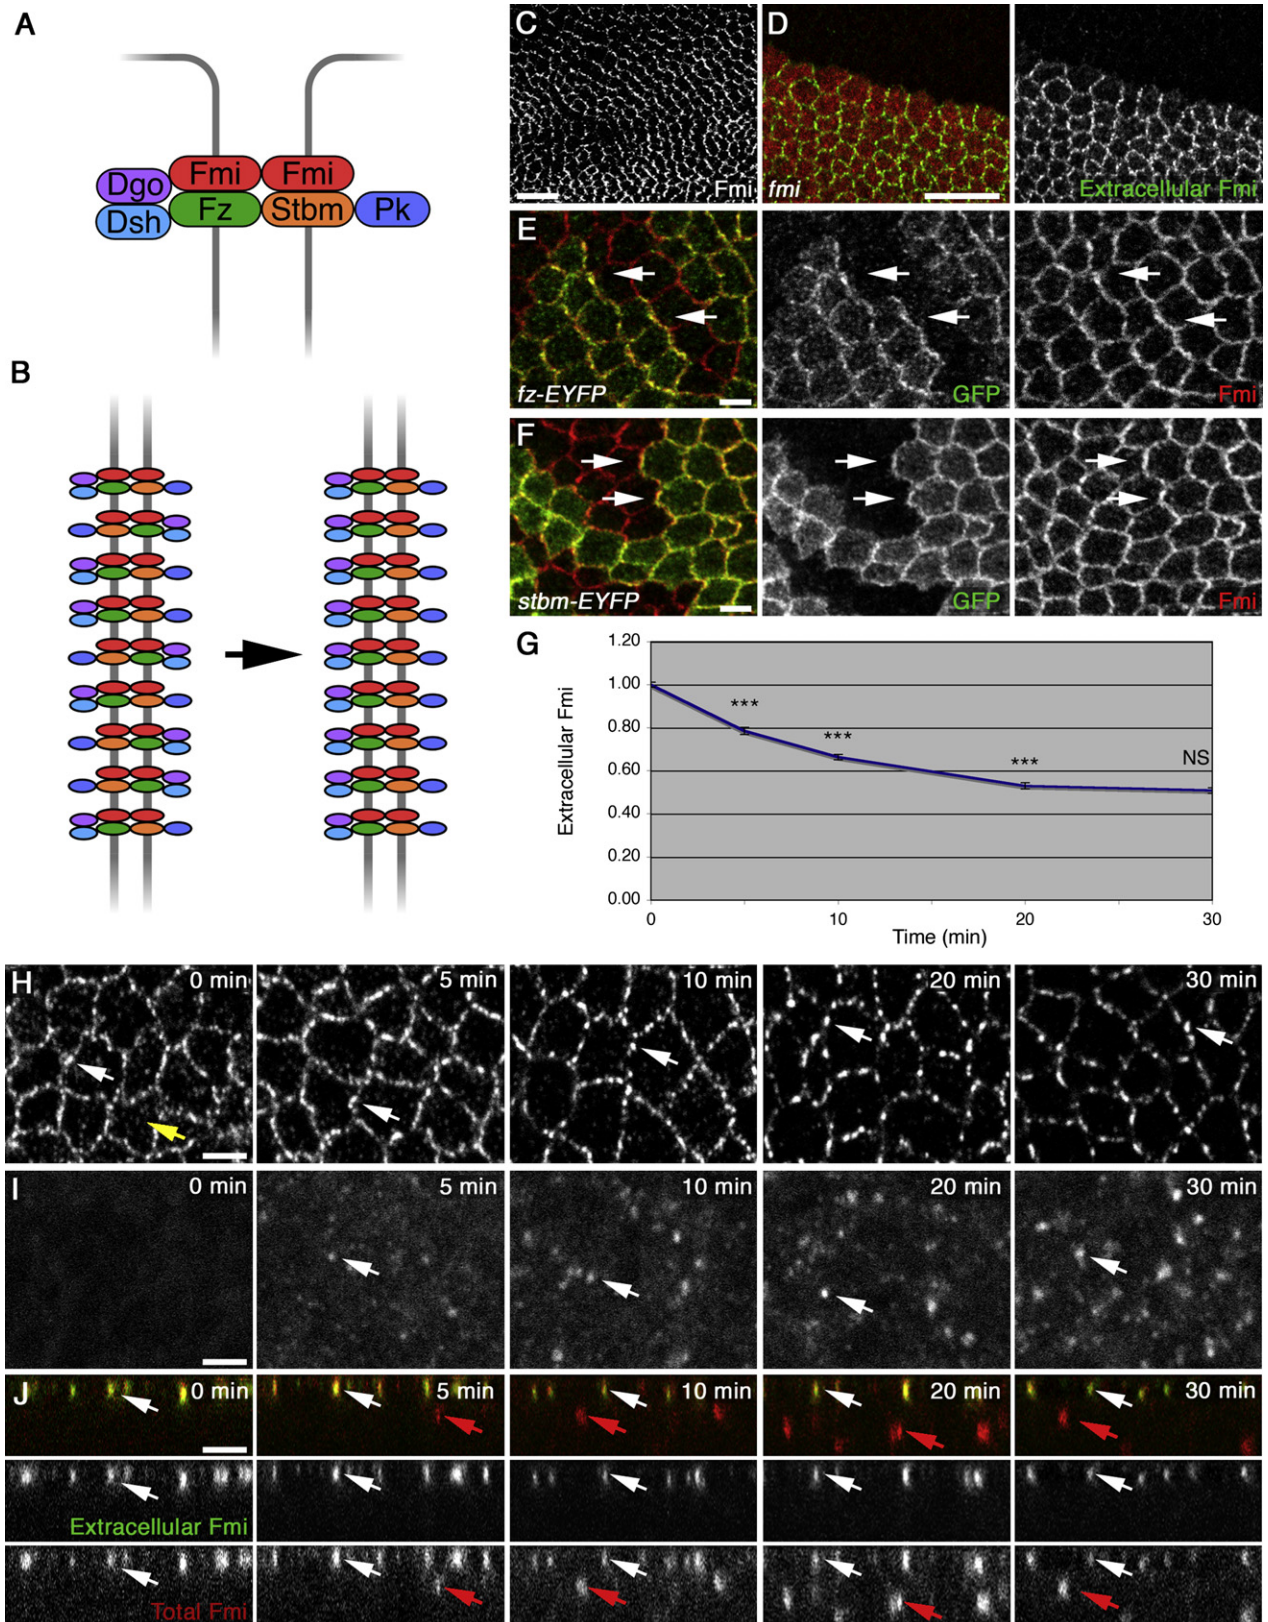 A
Fmi Fmi
Dgo
Dsh Fz Stbm Pk
B
C
Fmi
D
fmi
Extracellular Fmi
E
fz-EYFP
GFP
Fmi
F
stbm-EYFP
GFP
Fmi
G
1.20
1.00
0.80
0.60
0.40
0.20
0.00
Extracellular Fmi
***
***
***
NS
0 10 20 30
Time (min)
H 0 min 5 min 10 min 20 min 30 min
I 0 min 5 min 10 min 20 min 30 min
J 0 min 5 min 10 min 20 min 30 min
Extracellular Fmi
Total Fmi